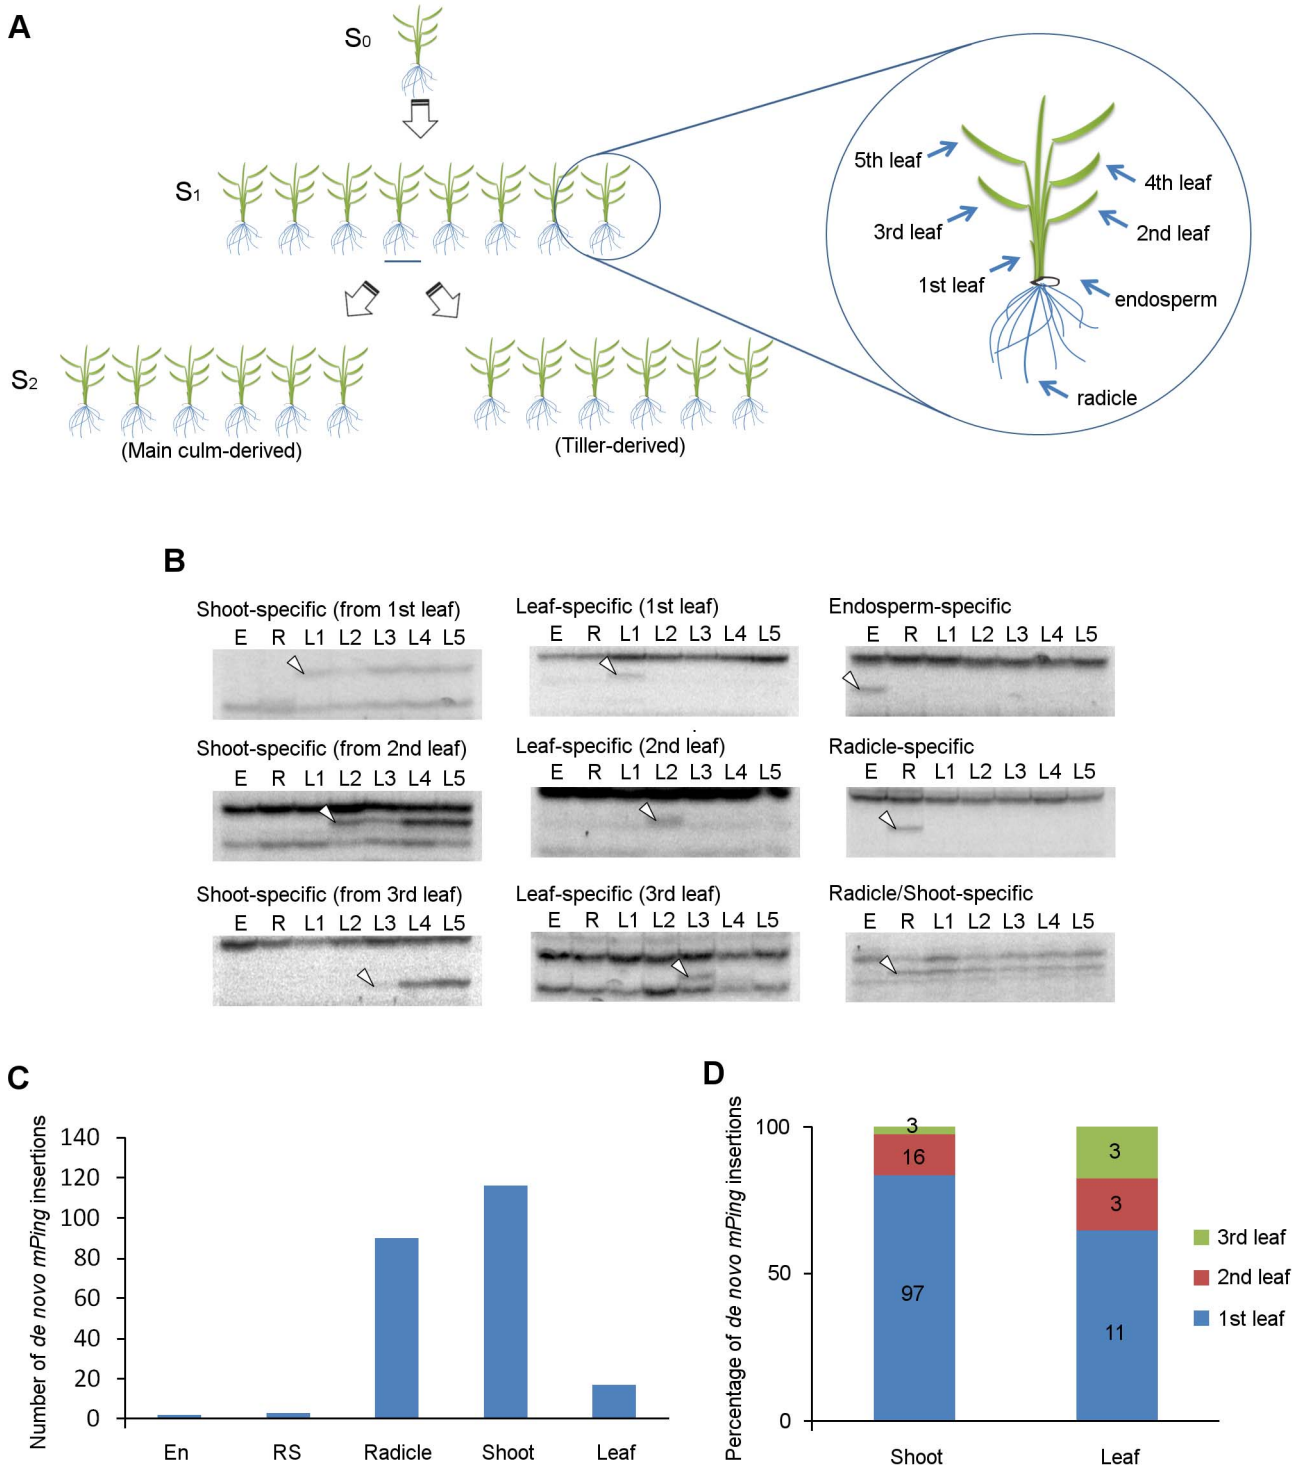 A
S0
S1
S2
(Main culm-derived)
(Tiller-derived)
5th leaf
4th leaf
3rd leaf
2nd leaf
1st leaf
endosperm
radicle
B
Shoot-specific (from 1st leaf)
E R L1 L2 L3 L4 L5
Leaf-specific (1st leaf)
E R L1 L2 L3 L4 L5
Endosperm-specific
E R L1 L2 L3 L4 L5
Shoot-specific (from 2nd leaf)
E R L1 L2 L3 L4 L5
Leaf-specific (2nd leaf)
E R L1 L2 L3 L4 L5
Radicle-specific
E R L1 L2 L3 L4 L5
Shoot-specific (from 3rd leaf)
E R L1 L2 L3 L4 L5
Leaf-specific (3rd leaf)
E R L1 L2 L3 L4 L5
Radicle/Shoot-specific
E R L1 L2 L3 L4 L5
C
Number of de novo mPing insertions
140
120
100
80
60
40
20
0
En RS Radicle Shoot Leaf
D
Percentage of de novo mPing insertions
100
50
0
3
16
97
3
3
11
Shoot Leaf
3rd leaf
2nd leaf
1st leaf